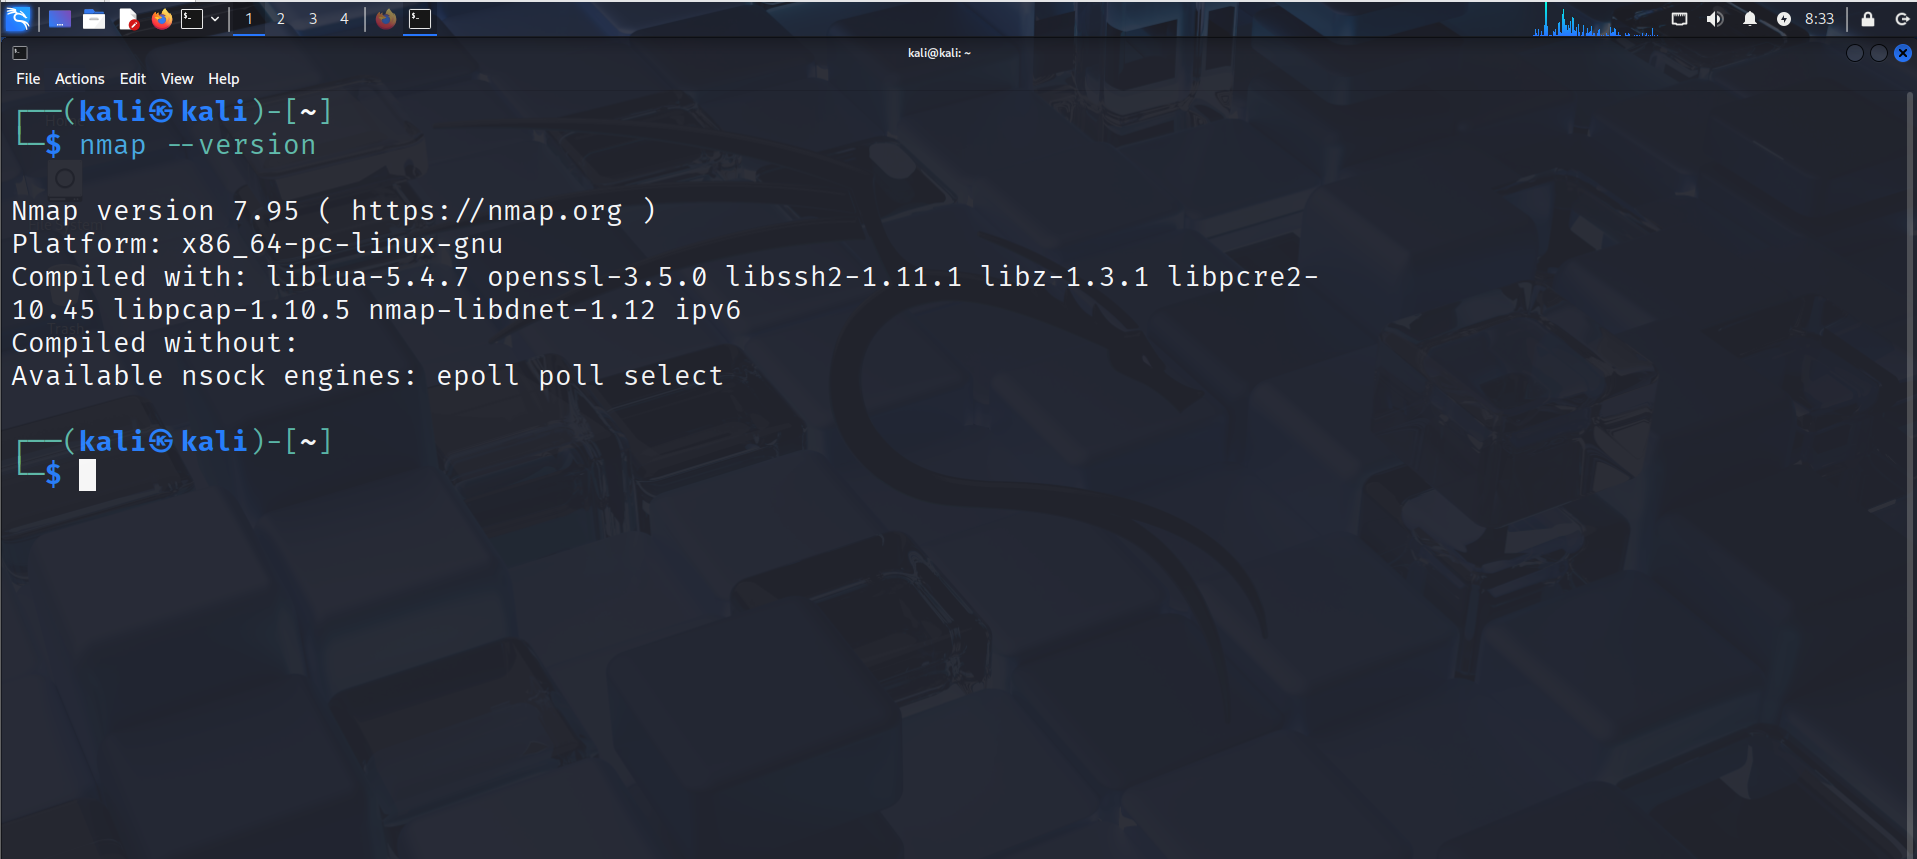 1 2 3 4 8:33
kali@kali: ~
File Actions Edit View Help
┌──(kali㉿kali)-[~]
└─$ nmap --version
Nmap version 7.95 ( https://nmap.org )
Platform: x86_64-pc-linux-gnu
Compiled with: liblua-5.4.7 openssl-3.5.0 libssh2-1.11.1 libz-1.3.1 libpcre2-
10.45 libpcap-1.10.5 nmap-libdnet-1.12 ipv6
Compiled without:
Available nsock engines: epoll poll select
┌──(kali㉿kali)-[~]
└─$